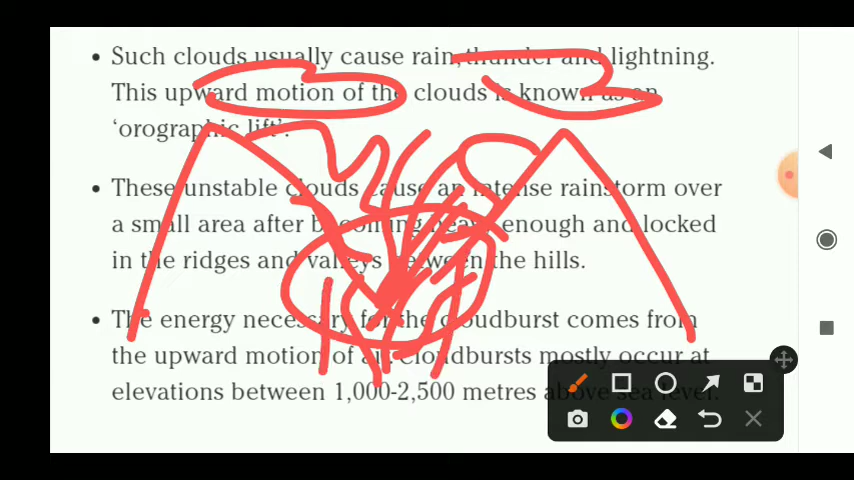 • Such clouds usually cause rain, thunder and lightning.
This upward motion of the clouds is known as an
'orographic lift'.
• These unstable clouds cause an intense rainstorm over
a small area after becoming heavy enough and locked
in the ridges and valleys between the hills.
• The energy necessary for the cloudburst comes from
the upward motion of air. Cloudbursts mostly occur at
elevations between 1,000-2,500 metres above sea level.